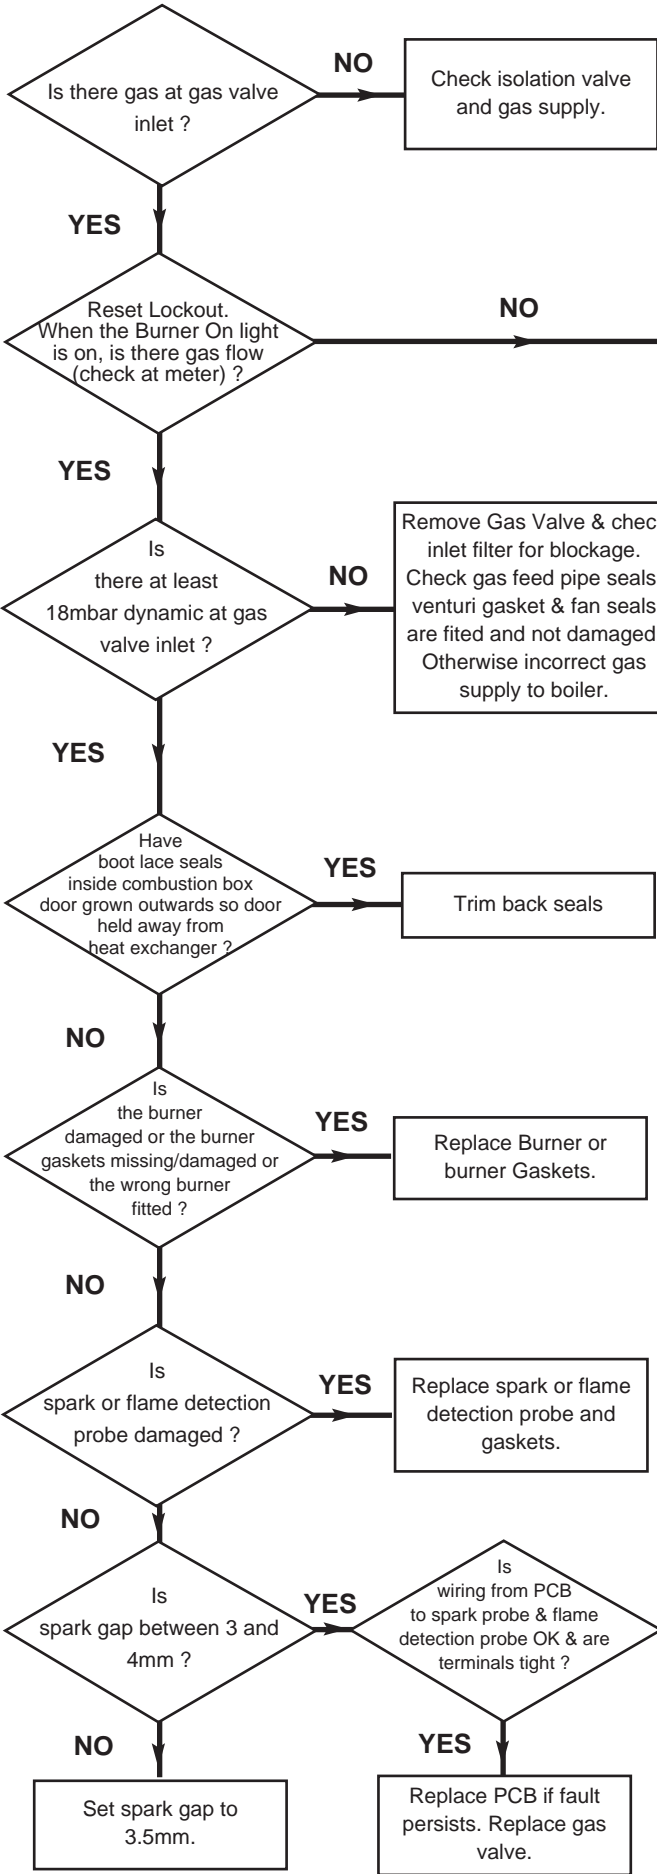 Is there gas at gas valve
inlet ?
NO
Check isolation valve
and gas supply.
YES
Reset Lockout.
When the Burner On light
is on, is there gas flow
(check at meter) ?
NO
YES
Is
there at least
18mbar dynamic at gas
valve inlet ?
NO
Remove Gas Valve & chec
inlet filter for blockage.
Check gas feed pipe seals
venturi gasket & fan seals
are fited and not damaged
Otherwise incorrect gas
supply to boiler.
YES
Have
boot lace seals
inside combustion box
door grown outwards so door
held away from
heat exchanger ?
YES
Trim back seals
NO
Is
the burner
damaged or the burner
gaskets missing/damaged or
the wrong burner
fitted ?
YES
Replace Burner or
burner Gaskets.
NO
Is
spark or flame detection
probe damaged ?
YES
Replace spark or flame
detection probe and
gaskets.
NO
Is
spark gap between 3 and
4mm ?
YES
Is
wiring from PCB
to spark probe & flame
detection probe OK & are
terminals tight ?
NO
Set spark gap to
3.5mm.
YES
Replace PCB if fault
persists. Replace gas
valve.